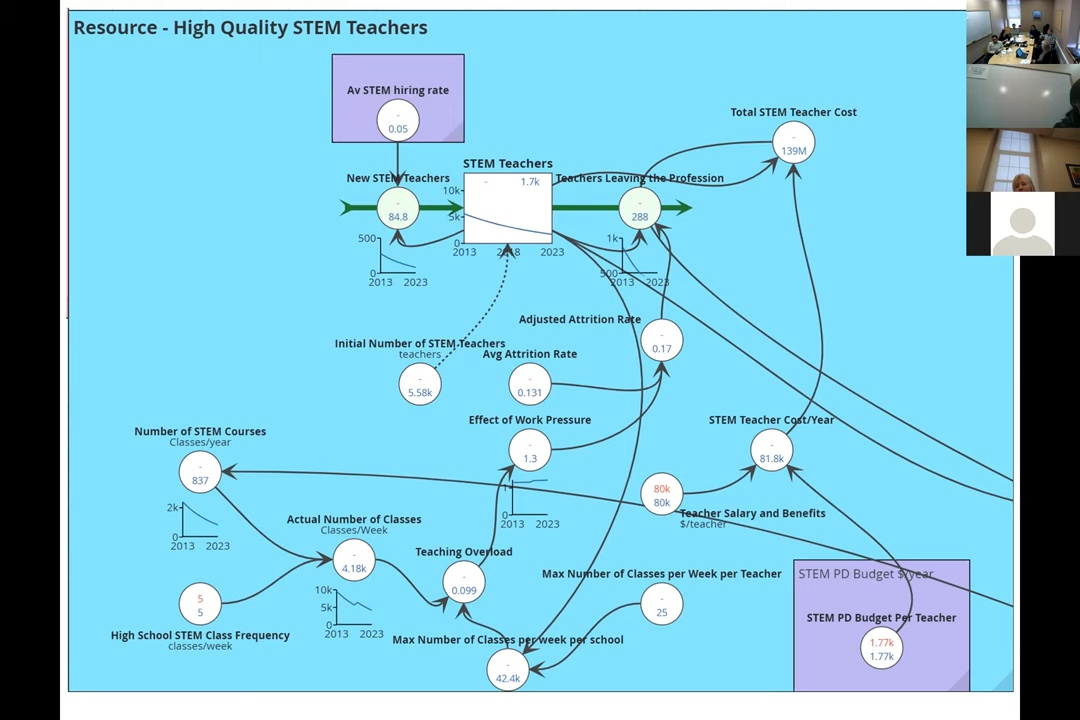 Resource - High Quality STEM Teachers
Av STEM hiring rate
-
0.05
Total STEM Teacher Cost
-
139M
STEM Teachers
New STEM Teachers
Teachers Leaving the Profession
10k
-
1.7k
5k
0
2013
2018
2023
-
84.8
-
288
500
0
2013
2023
1k
500
2013
2023
Adjusted Attrition Rate
-
0.17
Initial Number of STEM Teachers
teachers
-
5.58k
Avg Attrition Rate
-
0.131
Effect of Work Pressure
-
1.3
1
0
2013
2023
STEM Teacher Cost/Year
-
81.8k
Number of STEM Courses
Classes/year
-
837
2k
0
2013
2023
80k
80k
Teacher Salary and Benefits
$/teacher
Actual Number of Classes
Classes/Week
-
4.18k
10k
5k
0
2013
2023
Teaching Overload
-
0.099
Max Number of Classes per Week per Teacher
-
25
STEM PD Budget $/year
STEM PD Budget Per Teacher
1.77k
1.77k
5
5
High School STEM Class Frequency
classes/week
Max Number of Classes per week per school
-
42.4k